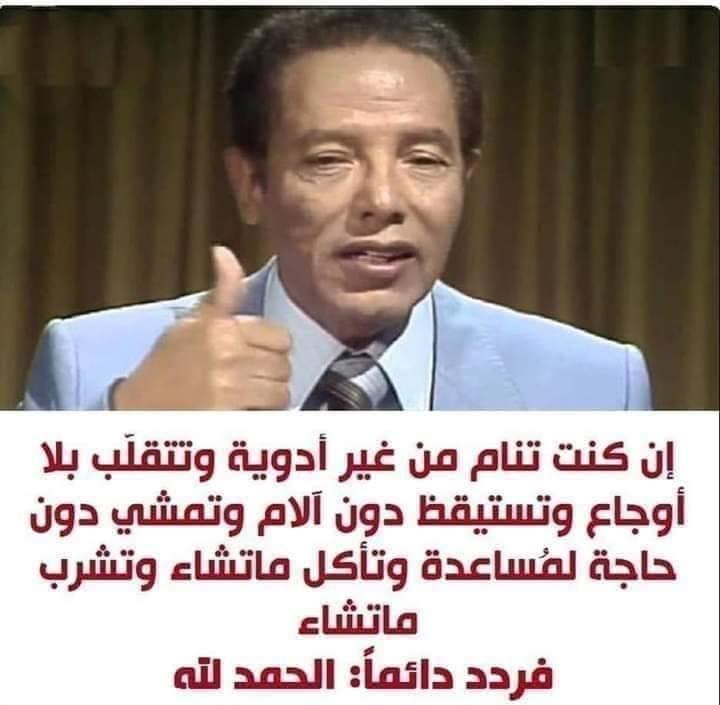 إن كنت تنام من غير أدوية وتتقلَّب بلا
أوجاع وتستيقظ دون آلام وتمشي دون
حاجة لمُساعدة وتأكل ماتشاء وتشرب
ماتشاء
فردد دائماً: الحمد لله